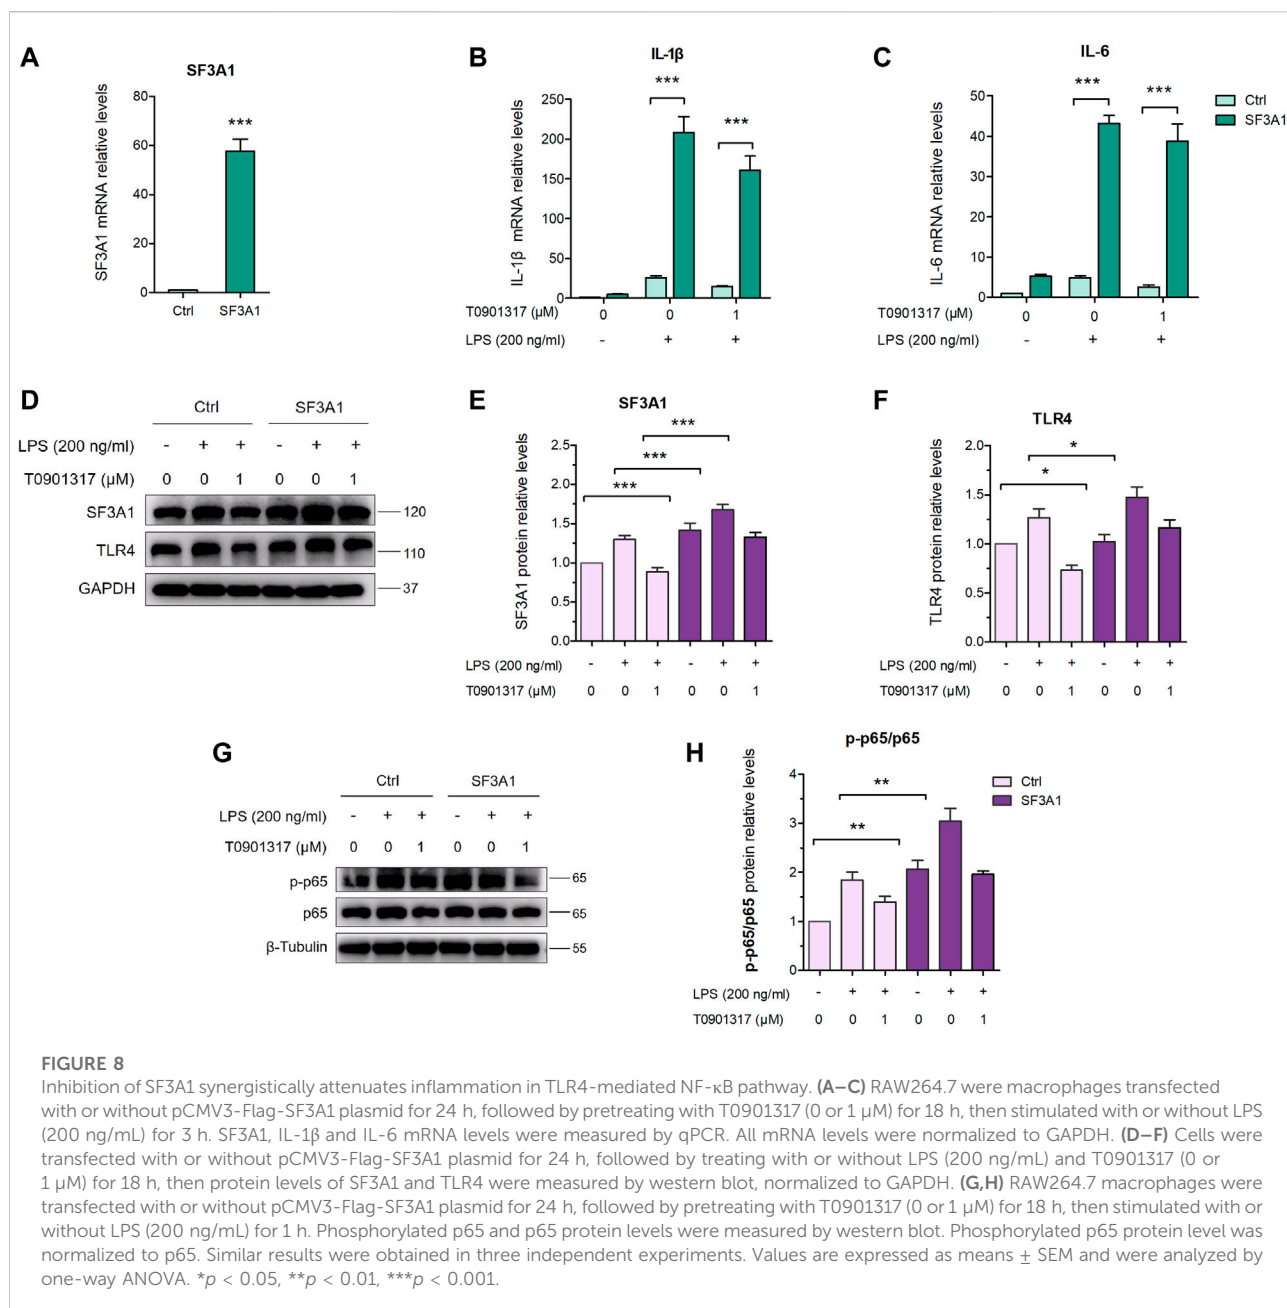 A
SF3A1
SF3A1 mRNA relative levels
80
60
40
20
0
***
Ctrl
SF3A1
B
IL-1β
IL-1β mRNA relative levels
250
200
150
100
50
0
***
***
T0901317 (μM)
0
0
1
LPS (200 ng/ml)
-
+
+
C
IL-6
IL-6 mRNA relative levels
50
40
30
20
10
0
***
***
Ctrl
SF3A1
T0901317 (μM)
0
0
1
LPS (200 ng/ml)
-
+
+
D
Ctrl
SF3A1
LPS (200 ng/ml)
- + + - + +
T0901317 (μM)
0 0 1 0 0 1
SF3A1
120
TLR4
110
GAPDH
37
E
SF3A1
SF3A1 protein relative levels
2.5
2.0
1.5
1.0
0.5
0.0
***
***
***
LPS (200 ng/ml)
- + + - + +
T0901317 (μM)
0 0 1 0 0 1
F
TLR4
TLR4 protein relative levels
2.0
1.5
1.0
0.5
0.0
*
*
LPS (200 ng/ml)
- + + - + +
T0901317 (μM)
0 0 1 0 0 1
G
Ctrl
SF3A1
LPS (200 ng/ml)
- + + - + +
T0901317 (μM)
0 0 1 0 0 1
p-p65
65
p65
65
β-Tubulin
55
H
p-p65/p65
p-p65/p65 protein relative levels
4
3
2
1
0
**
**
Ctrl
SF3A1
LPS (200 ng/ml)
- + + - + +
T0901317 (μM)
0 0 1 0 0 1
FIGURE 8
Inhibition of SF3A1 synergistically attenuates inflammation in TLR4-mediated NF-κB pathway. (A–C) RAW264.7 were macrophages transfected
with or without pCMV3-Flag-SF3A1 plasmid for 24 h, followed by pretreating with T0901317 (0 or 1 μM) for 18 h, then stimulated with or without LPS
(200 ng/mL) for 3 h. SF3A1, IL-1β and IL-6 mRNA levels were measured by qPCR. All mRNA levels were normalized to GAPDH. (D–F) Cells were
transfected with or without pCMV3-Flag-SF3A1 plasmid for 24 h, followed by treating with or without LPS (200 ng/mL) and T0901317 (0 or
1 μM) for 18 h, then protein levels of SF3A1 and TLR4 were measured by western blot, normalized to GAPDH. (G,H) RAW264.7 macrophages were
transfected with or without pCMV3-Flag-SF3A1 plasmid for 24 h, followed by pretreating with T0901317 (0 or 1 μM) for 18 h, then stimulated with or
without LPS (200 ng/mL) for 1 h. Phosphorylated p65 and p65 protein levels were measured by western blot. Phosphorylated p65 protein level was
normalized to p65. Similar results were obtained in three independent experiments. Values are expressed as means ± SEM and were analyzed by
one-way ANOVA. *p < 0.05, **p < 0.01, ***p < 0.001.